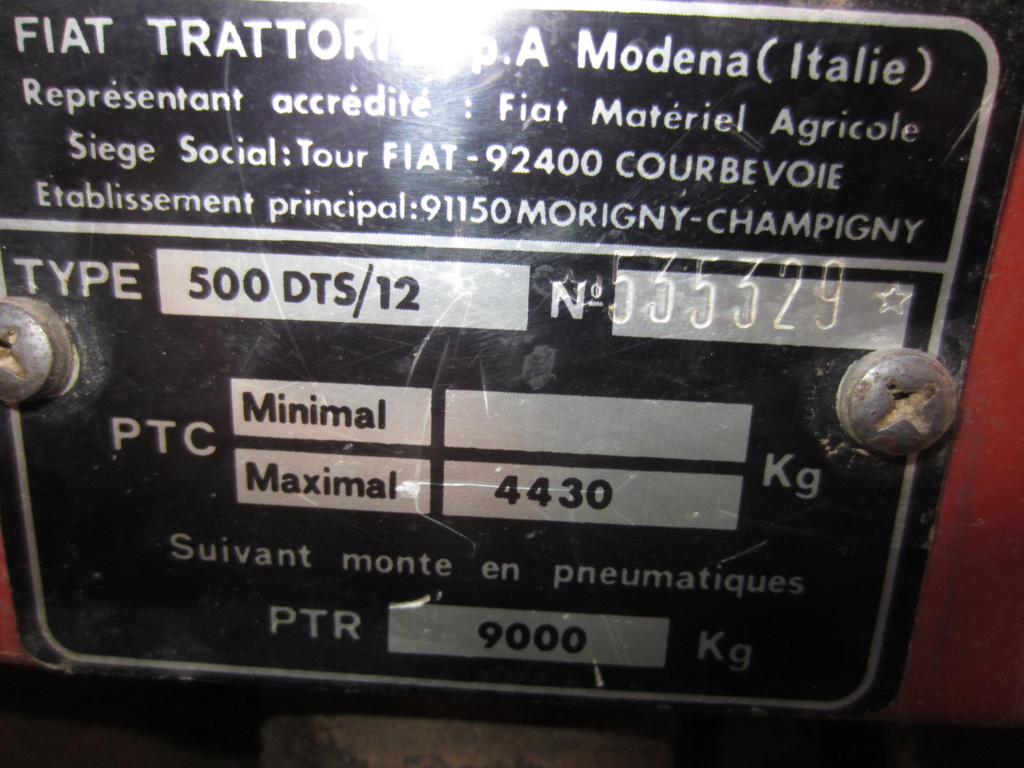 FIAT TRATTORI S.p.A Modena (Italie)
Représentant accrédité : Fiat Matériel Agricole
Siege Social: Tour FIAT - 92400 COURBEVOIE
Etablissement principal: 91150 MORIGNY-CHAMPIGNY
TYPE 500 DTS/12 Nº 535329 ☆
PTC Minimal Kg
Maximal 4430
Suivant monte en pneumatiques
PTR 9000 Kg